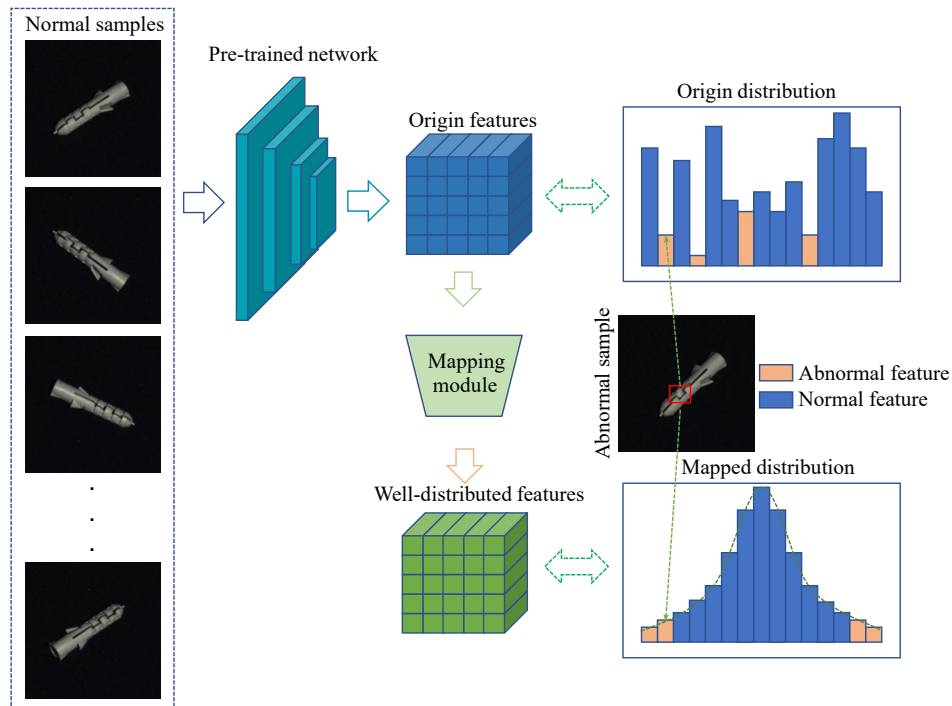 Normal samples
Pre-trained network
Origin features
Origin distribution
Mapping
module
Abnormal sample
Abnormal feature
Normal feature
Well-distributed features
Mapped distribution